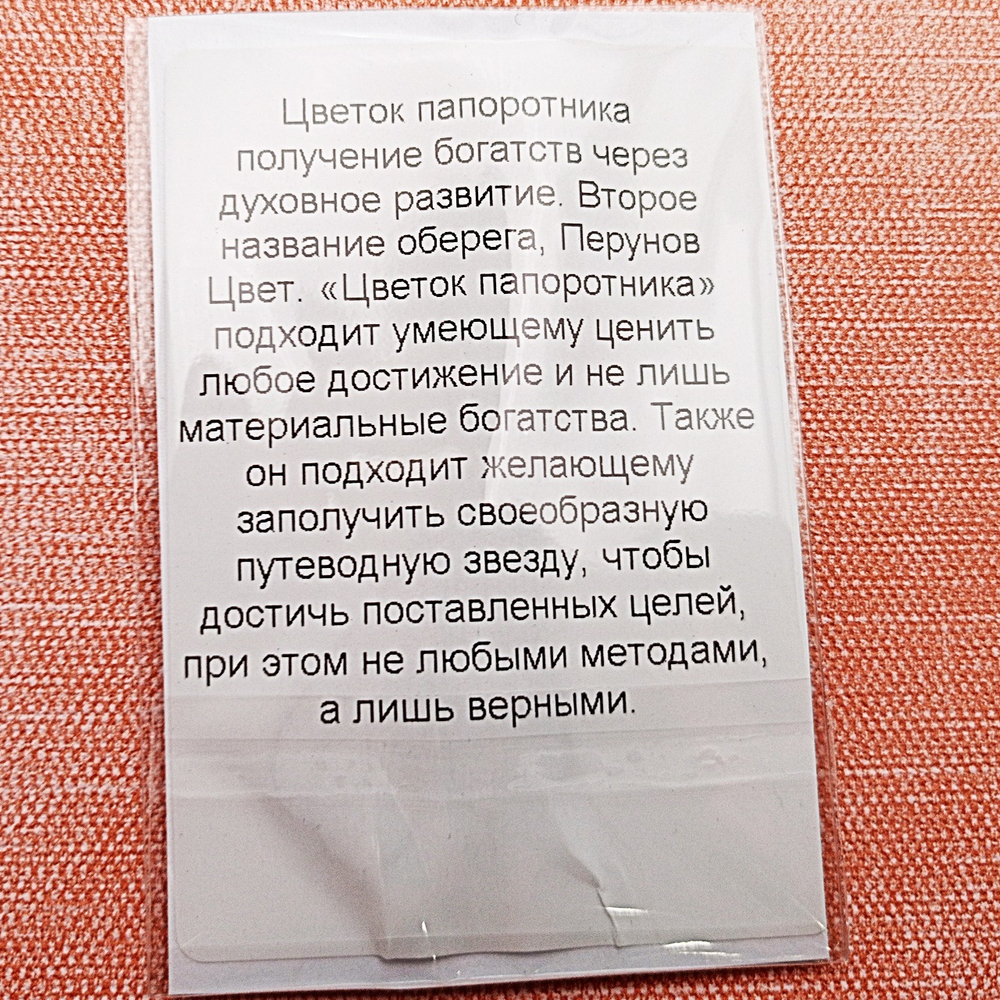 Цветок папоротника
получение богатств через
духовное развитие. Второе
название оберега, Перунов
Цвет. «Цветок папоротника»
подходит умеющему ценить
любое достижение и не лишь
материальные богатства. Также
он подходит желающему
заполучить своеобразную
путеводную звезду, чтобы
достичь поставленных целей,
при этом не любыми методами,
а лишь верными.